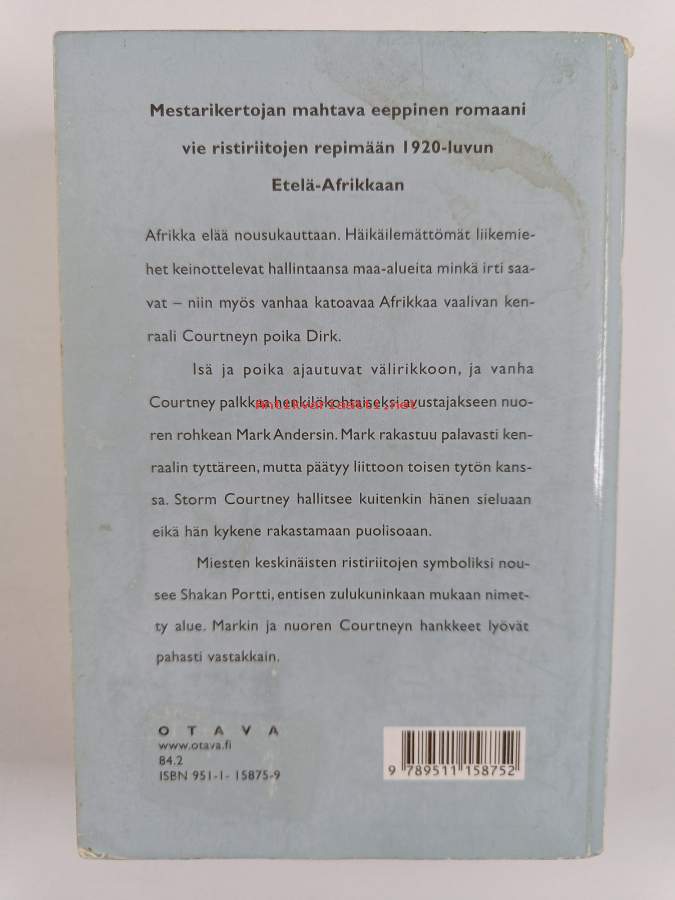 Mestarikertojan mahtava eeppinen romaani
vie ristiriitojen repimään 1920-luvun
Etelä-Afrikkaan
Afrikka elää nousukauttaan. Häikäilemättömät liikemie-
het keinottelevat hallintaansa maa-alueita minkä irti saa-
vat – niin myös vanhaa katoavaa Afrikkaa vaalivan ken-
raali Courtneyn poika Dirk.
Isä ja poika ajautuvat välirikkoon, ja vanha
Courtney palkkaa henkilökohtaiseksi avustajakseen nuo-
Antikvariaatti.net
ren rohkean Mark Andersin. Mark rakastuu palavasti ken-
raalin tyttäreen, mutta päätyy liittoon toisen tytön kans-
sa. Storm Courtney hallitsee kuitenkin hänen sieluaan
eikä hän kykene rakastamaan puolisoaan.
Miesten keskinäisten ristiriitojen symboliksi nou-
see Shakan Portti, entisen zulukuninkaan mukaan nimet-
ty alue. Markin ja nuoren Courtneyn hankkeet lyövät
pahasti vastakkain.
OTAVA
www.otava.fi
84.2
ISBN 951-1- 15875-9
9 789511 158752